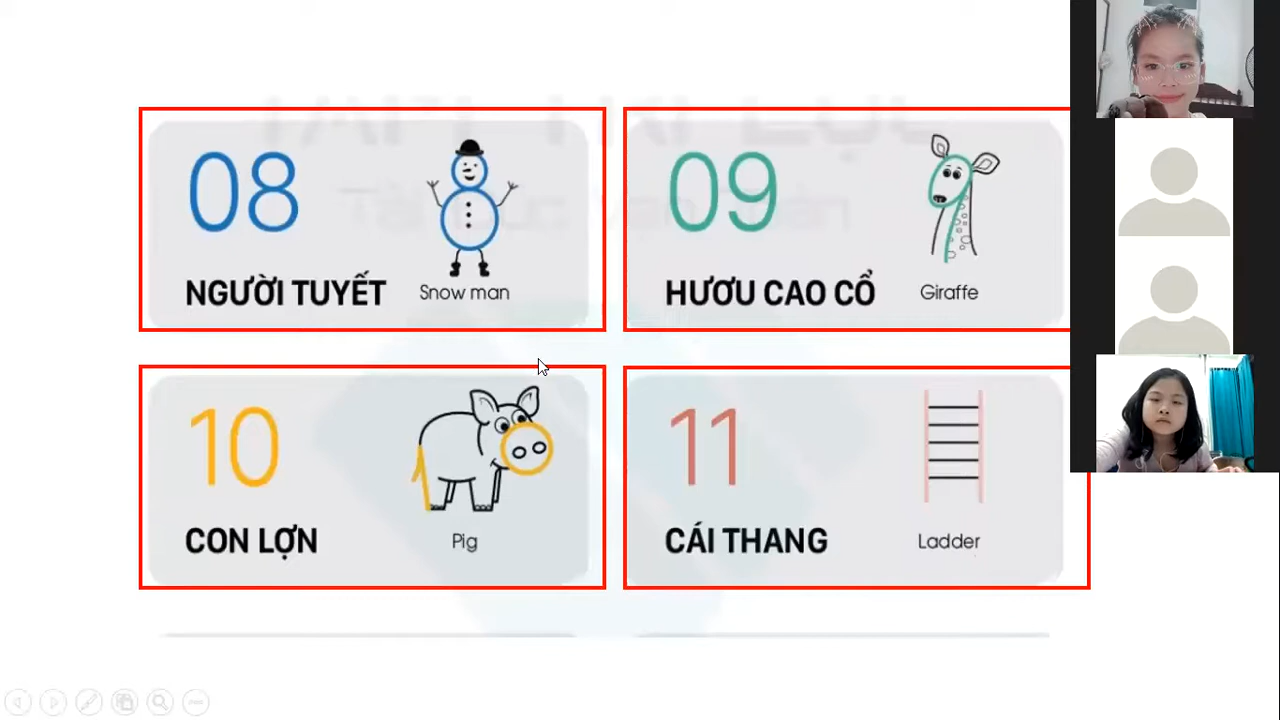 08
NGƯỜI TUYẾT
Snow man
09
HƯƠU CAO CỔ
Giraffe
10
CON LỢN
Pig
11
CÁI THANG
Ladder